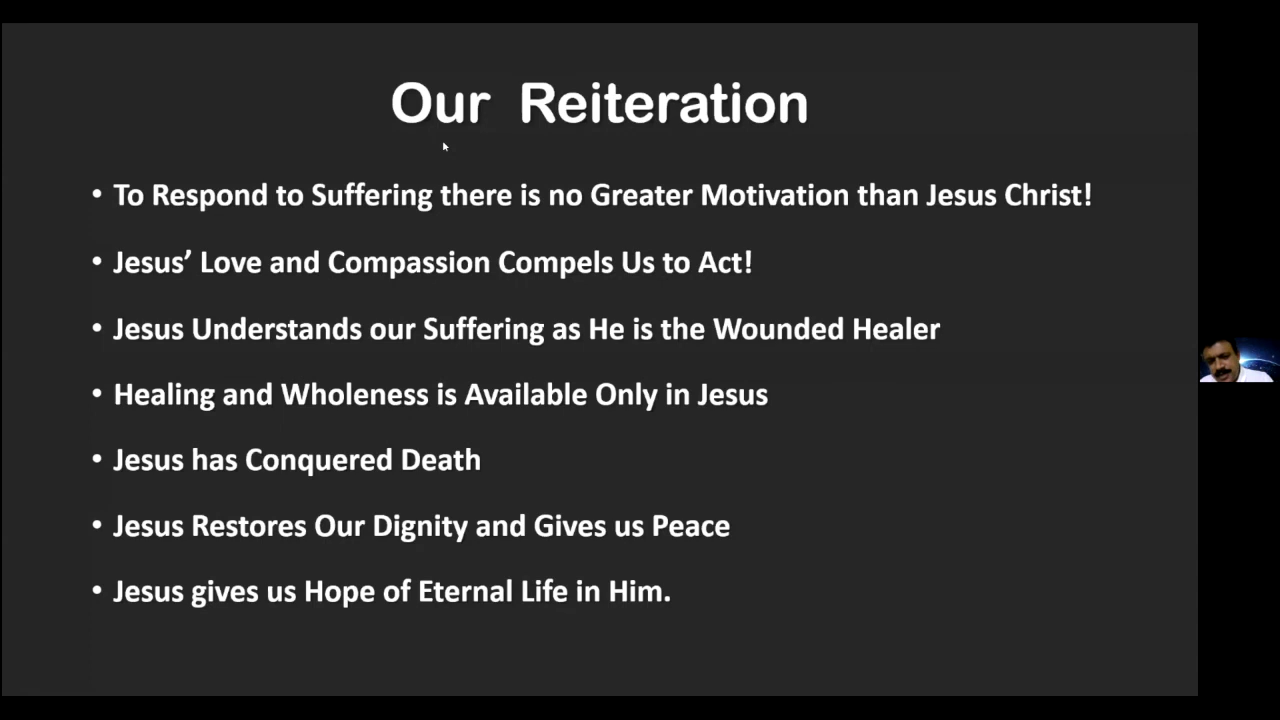 Our Reiteration
• To Respond to Suffering there is no Greater Motivation than Jesus Christ!
• Jesus’ Love and Compassion Compels Us to Act!
• Jesus Understands our Suffering as He is the Wounded Healer
• Healing and Wholeness is Available Only in Jesus
• Jesus has Conquered Death
• Jesus Restores Our Dignity and Gives us Peace
• Jesus gives us Hope of Eternal Life in Him.